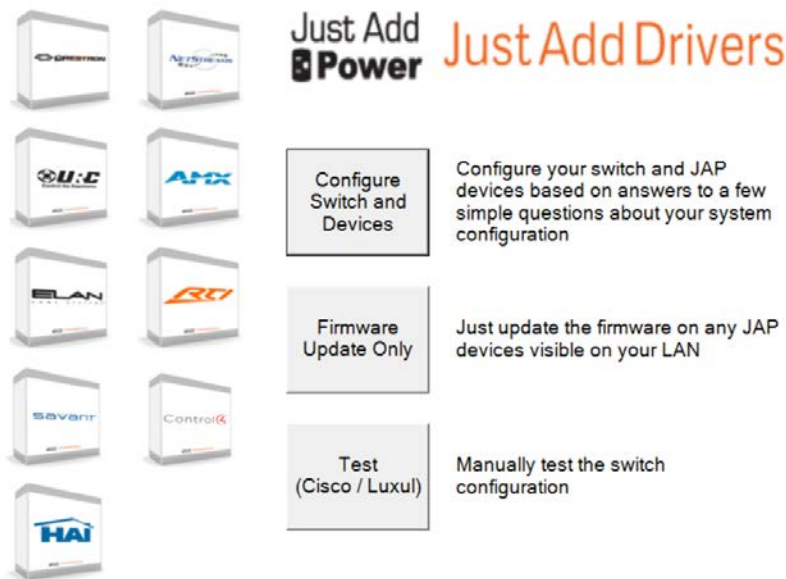 CRESTRON
NETSTREAMS
Just Add
Power
Just Add Drivers
URC
AMX
Configure
Switch and
Devices
Configure your switch and JAP
devices based on answers to a few
simple questions about your system
configuration
ELAN
HOME SYSTEMS
RTI
Firmware
Update Only
Just update the firmware on any JAP
devices visible on your LAN
savant
Control4
Test
(Cisco / Luxul)
Manually test the switch
configuration
HAI